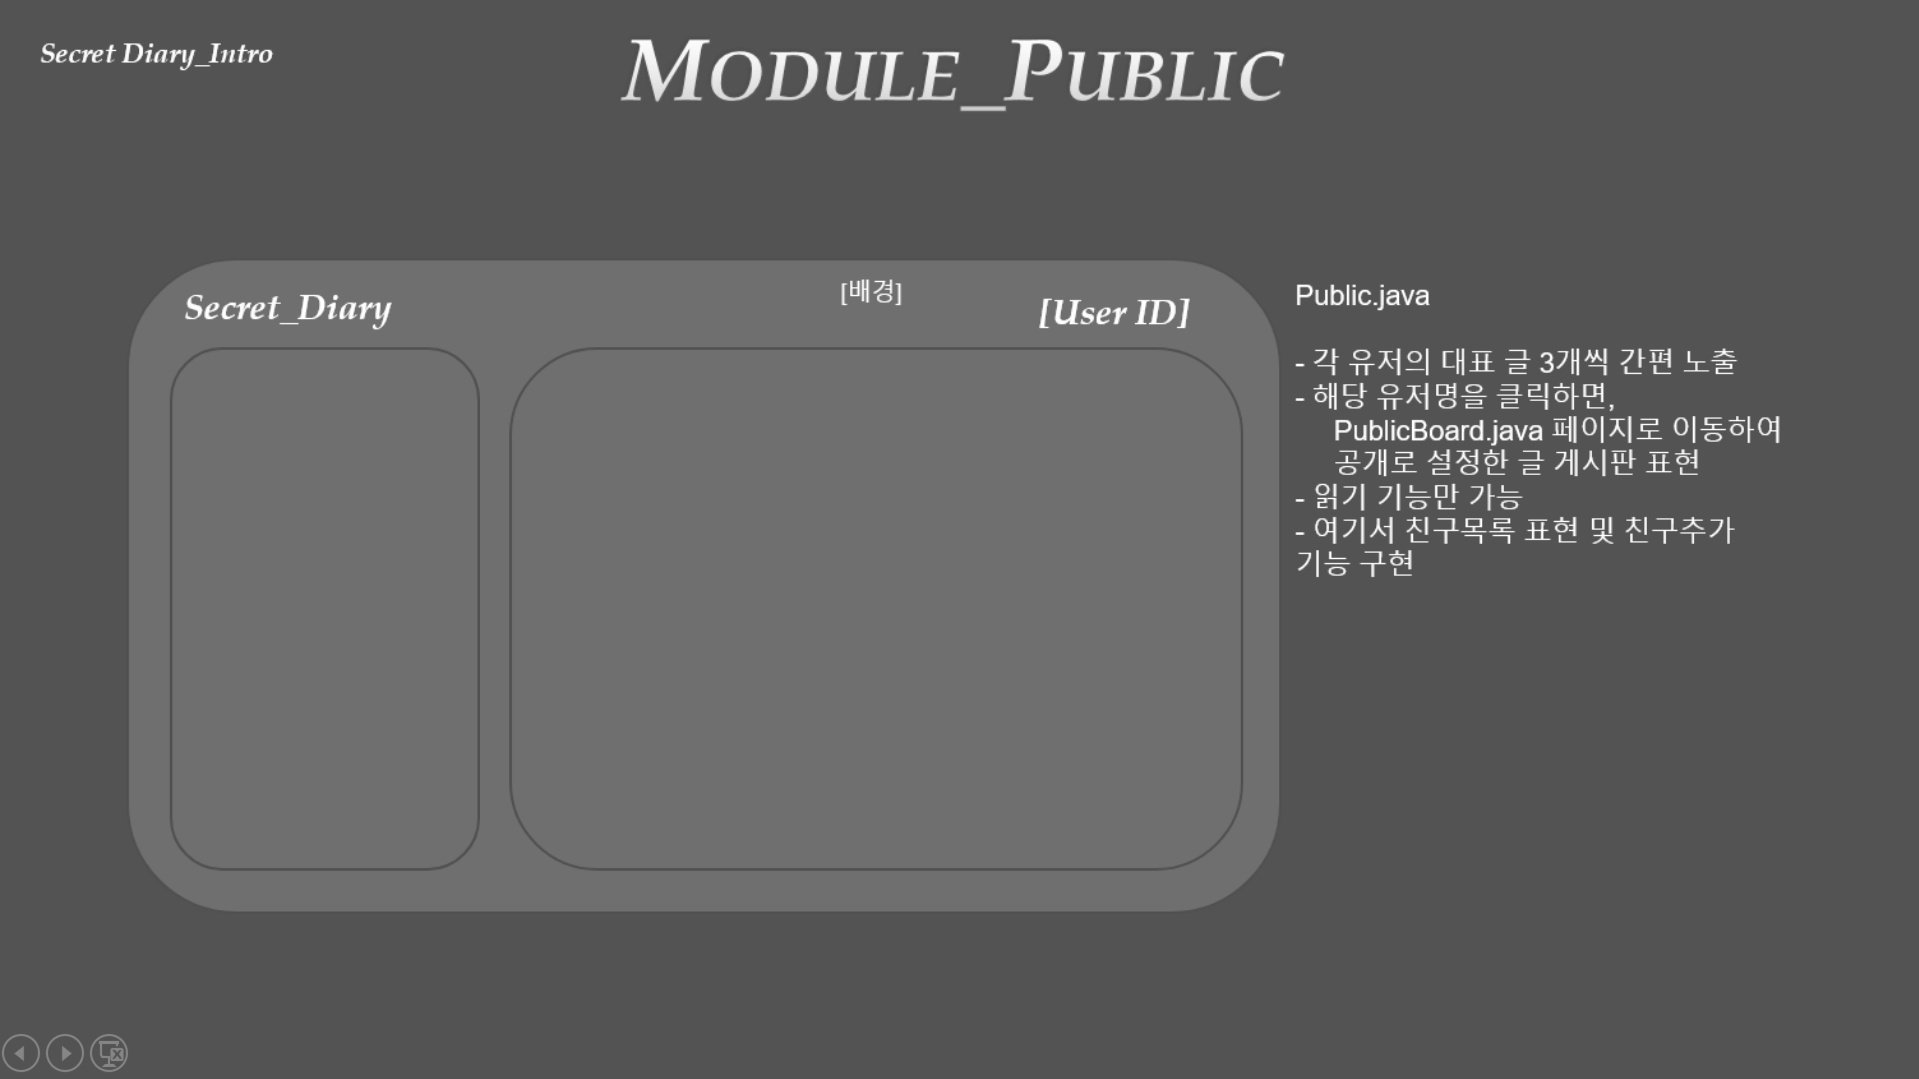 Secret Diary_Intro
MODULE_PUBLIC
Secret_Diary
[배경]
[User ID]
Public.java
- 각 유저의 대표 글 3개씩 간편 노출
- 해당 유저명을 클릭하면,
PublicBoard.java 페이지로 이동하여
공개로 설정한 글 게시판 표현
- 읽기 기능만 가능
- 여기서 친구목록 표현 및 친구추가
기능 구현